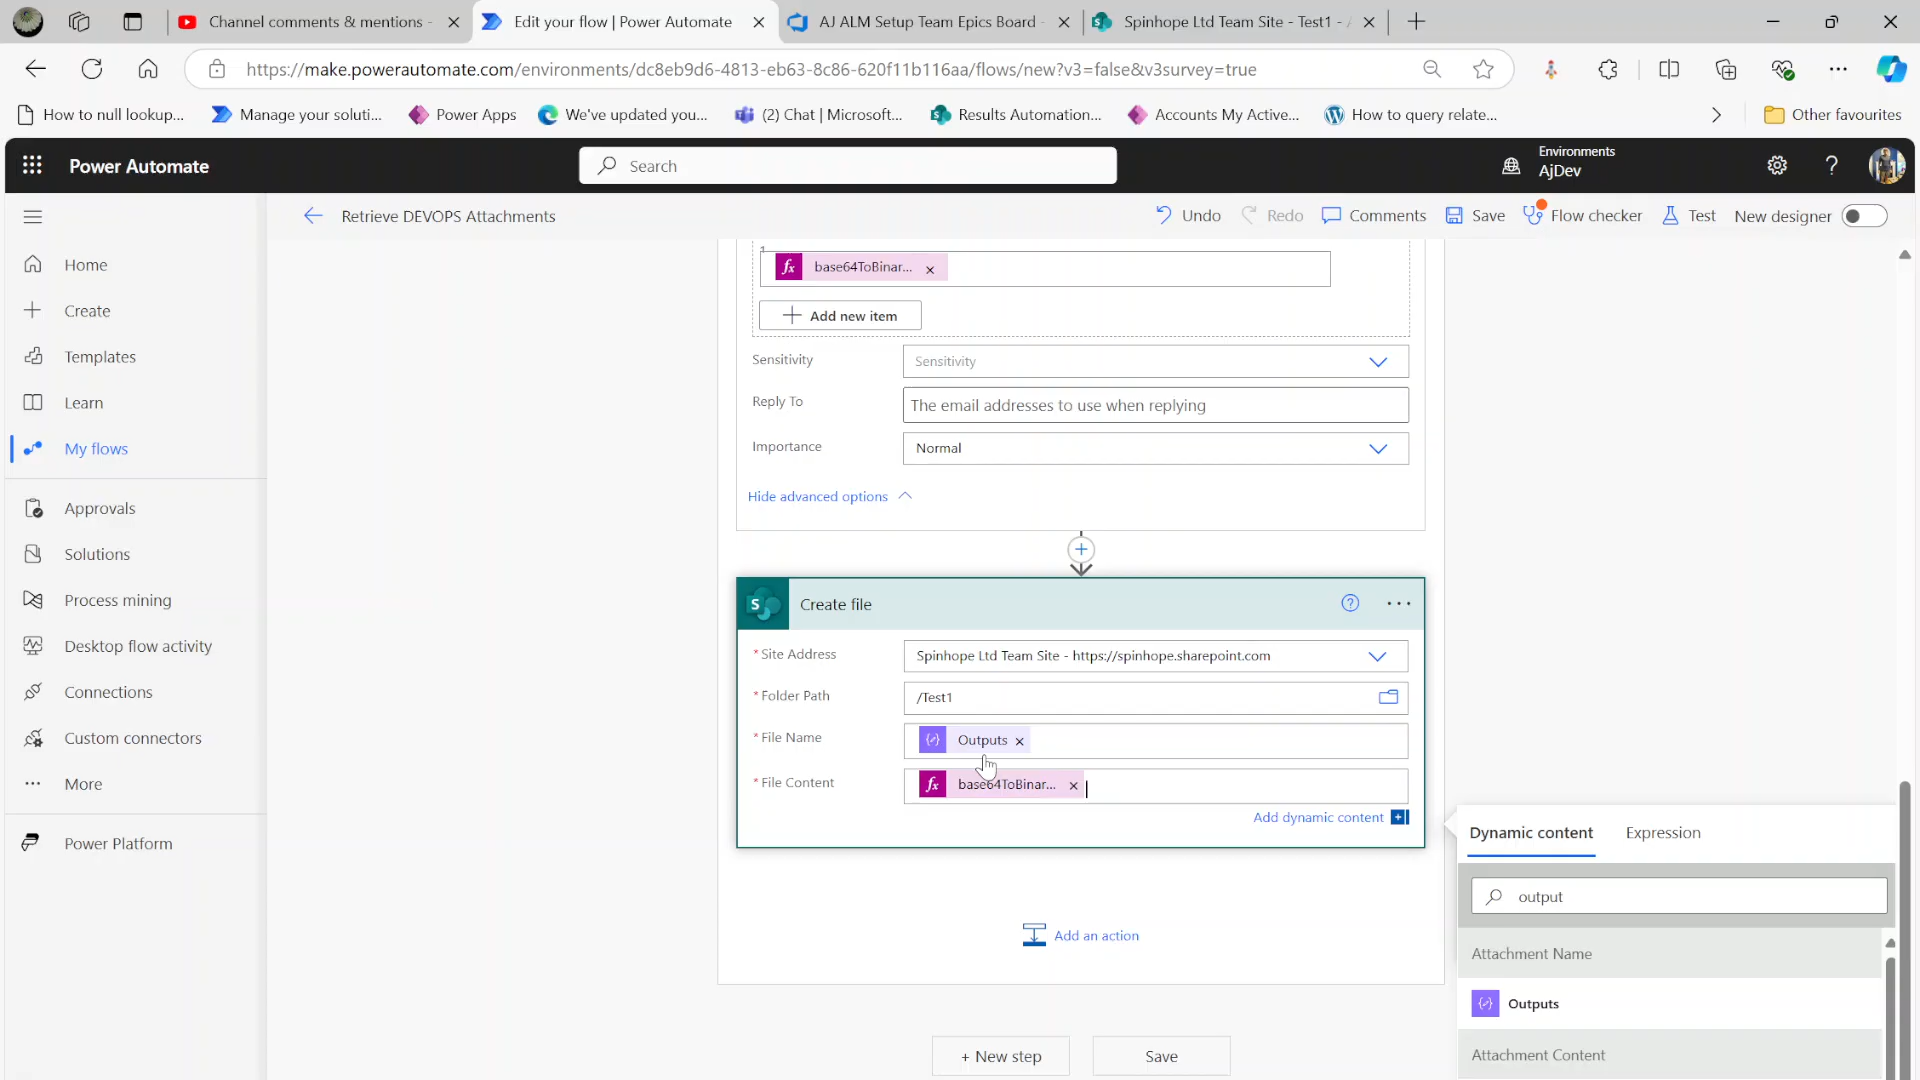 Channel comments & mentions -
Edit your flow | Power Automate
AJ ALM Setup Team Epics Board -
Spinhope Ltd Team Site - Test1 - A
https://make.powerautomate.com/environments/dc8eb9d6-4813-eb63-8c86-620f11b116aa/flows/new?v3=false&v3survey=true
How to null lookup...
Manage your soluti...
Power Apps
We've updated you...
(2) Chat | Microsoft...
Results Automation...
Accounts My Active...
How to query relate...
Other favourites
Power Automate
Search
Environments
AjDev
Retrieve DEVOPS Attachments
Undo
Redo
Comments
Save
Flow checker
Test
New designer
Home
Create
Templates
Learn
My flows
Approvals
Solutions
Process mining
Desktop flow activity
Connections
Custom connectors
More
Power Platform
1
fx base64ToBinar...
Add new item
Sensitivity
Sensitivity
Reply To
The email addresses to use when replying
Importance
Normal
Hide advanced options
S Create file
*Site Address
Spinhope Ltd Team Site - https://spinhope.sharepoint.com
*Folder Path
/Test1
*File Name
Outputs
*File Content
fx base64ToBinar...
Add dynamic content
Add an action
+ New step
Save
Dynamic content
Expression
output
Attachment Name
Outputs
Attachment Content